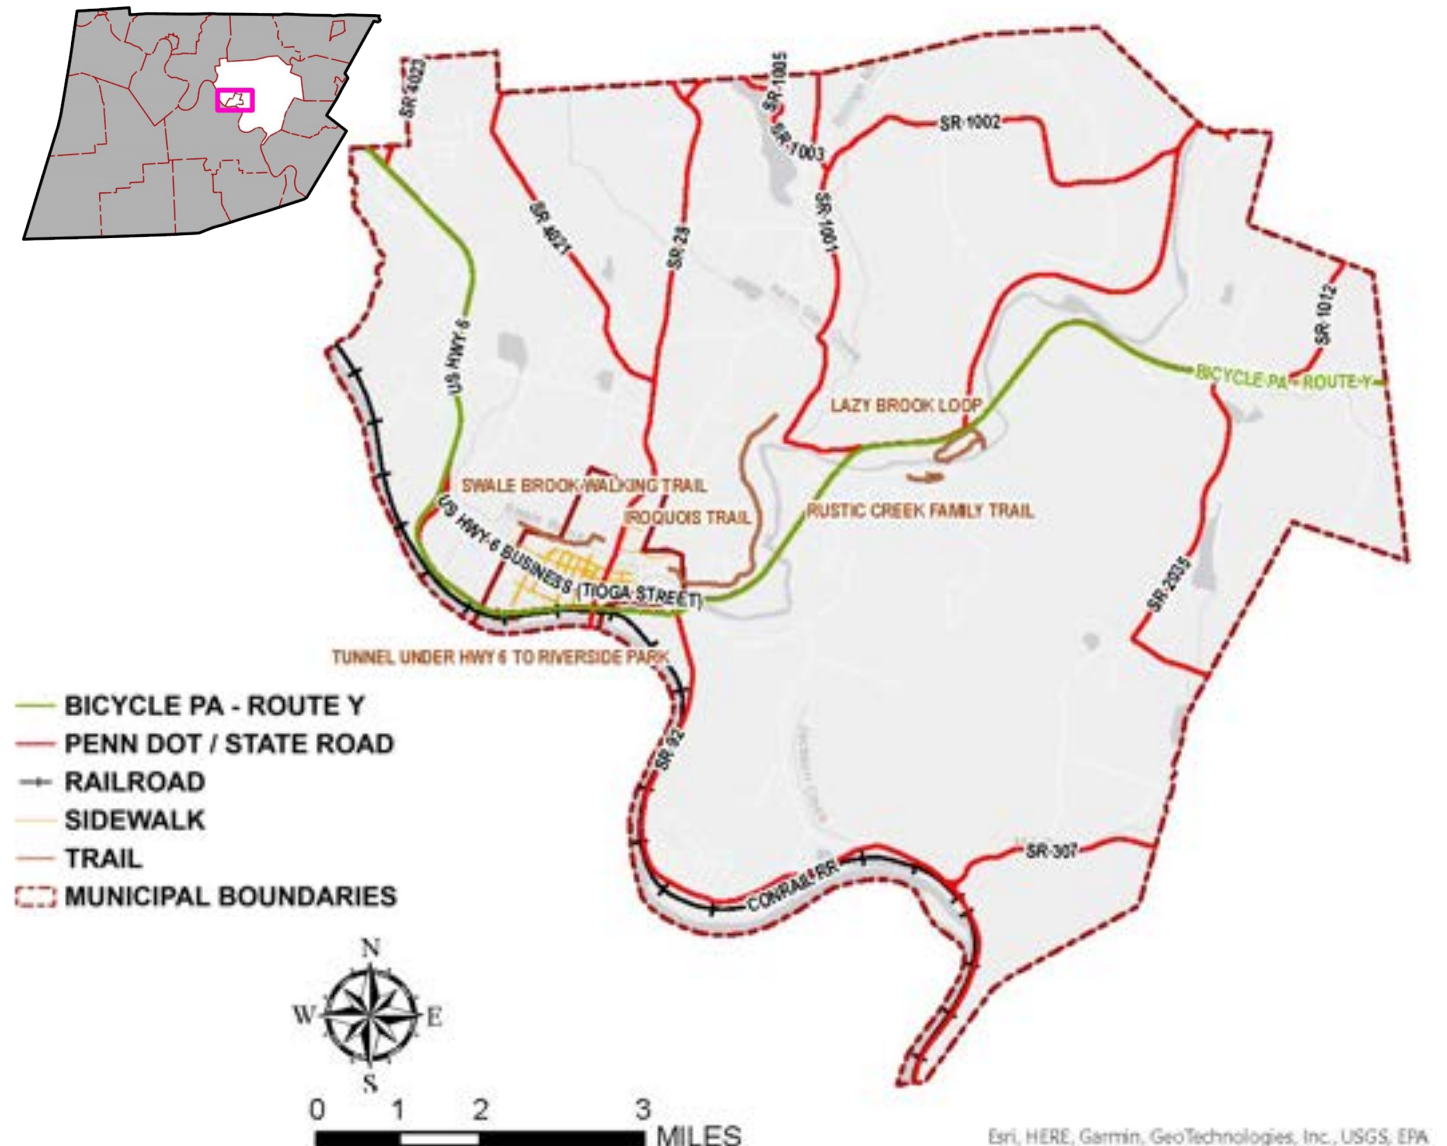 SR 4023
SR-1005
SR-1003
SR-1002
SR-4021
SR-28
SR-1001
SR-1012
US HWY-6
BICYCLE PA - ROUTE-Y
LAZY BROOK LOOP
SWALE BROOK WALKING TRAIL
IROQUOIS TRAIL
RUSTIC CREEK FAMILY TRAIL
US HWY-6 BUSINESS (TIOGA STREET)
SR-2035
TUNNEL UNDER HWY 6 TO RIVERSIDE PARK
SR-92
CONRAIL RR
SR-307
BICYCLE PA - ROUTE Y
PENN DOT / STATE ROAD
RAILROAD
SIDEWALK
TRAIL
MUNICIPAL BOUNDARIES
N
W E
S
0 1 2 3
MILES
Esri, HERE, Garmin, GeoTechnologies, Inc., USGS, EPA